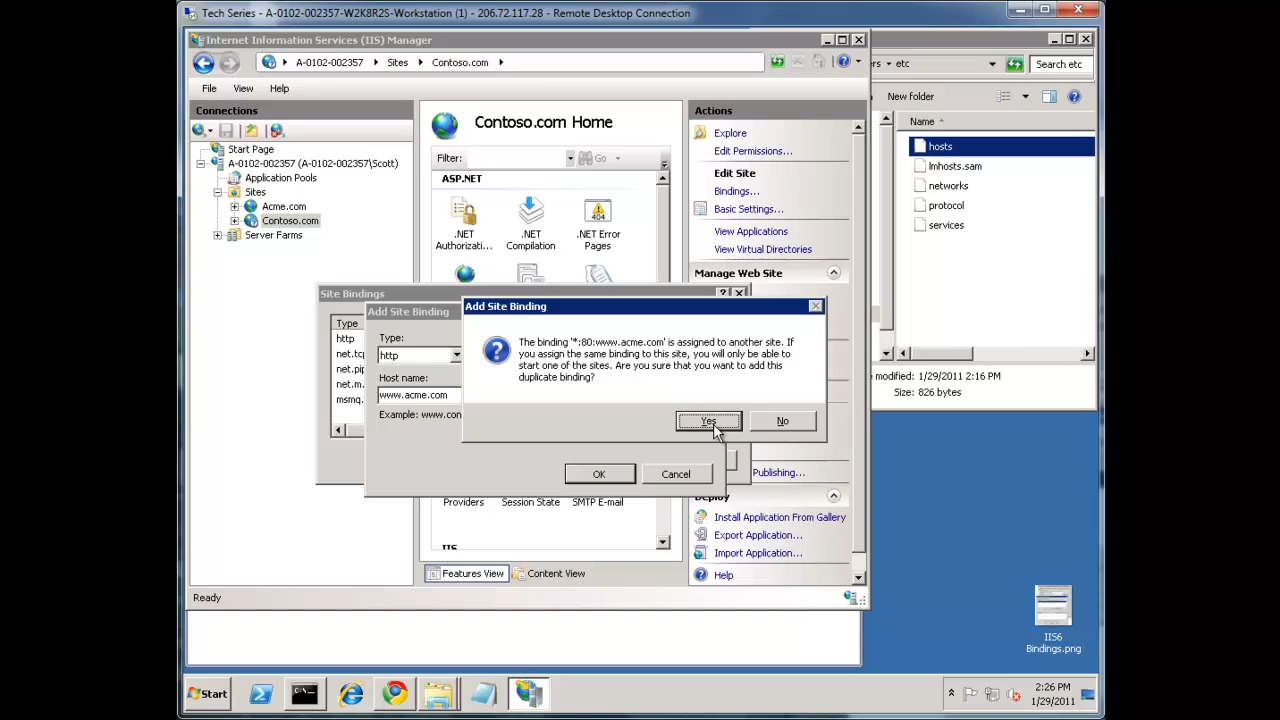 Tech Series - A-0102-002357-W2K8R2S-Workstation (1) - 206.72.117.28 - Remote Desktop Connection
Internet Information Services (IIS) Manager
A-0102-002357
Sites
Contoso.com
File
View
Help
Connections
Start Page
A-0102-002357 (A-0102-002357\Scott)
Application Pools
Sites
Acme.com
Contoso.com
Server Farms
Contoso.com Home
Filter:
Go
ASP.NET
.NET Authorizati...
.NET Compilation
.NET Error Pages
404
Providers
Session State
SMTP E-mail
IIS
Features View
Content View
Ready
Actions
Explore
Edit Permissions...
Edit Site
Bindings...
Basic Settings...
View Applications
View Virtual Directories
Manage Web Site
Publishing...
Deploy
Install Application From Gallery
Export Application...
Import Application...
Help
Site Bindings
Type
http
net.tc
net.pip
net.m
msmq.
Add Site Binding
Type:
http
Host name:
www.acme.com
Example: www.con
OK
Cancel
Add Site Binding
The binding '*:80:www.acme.com' is assigned to another site. If
you assign the same binding to this site, you will only be able to
start one of the sites. Are you sure that you want to add this
duplicate binding?
Yes
No
rs
etc
Search etc
New folder
Name
hosts
lmhosts.sam
networks
protocol
services
modified: 1/29/2011 2:16 PM
Size: 826 bytes
IIS6
Bindings.png
Start
2:26 PM
1/29/2011